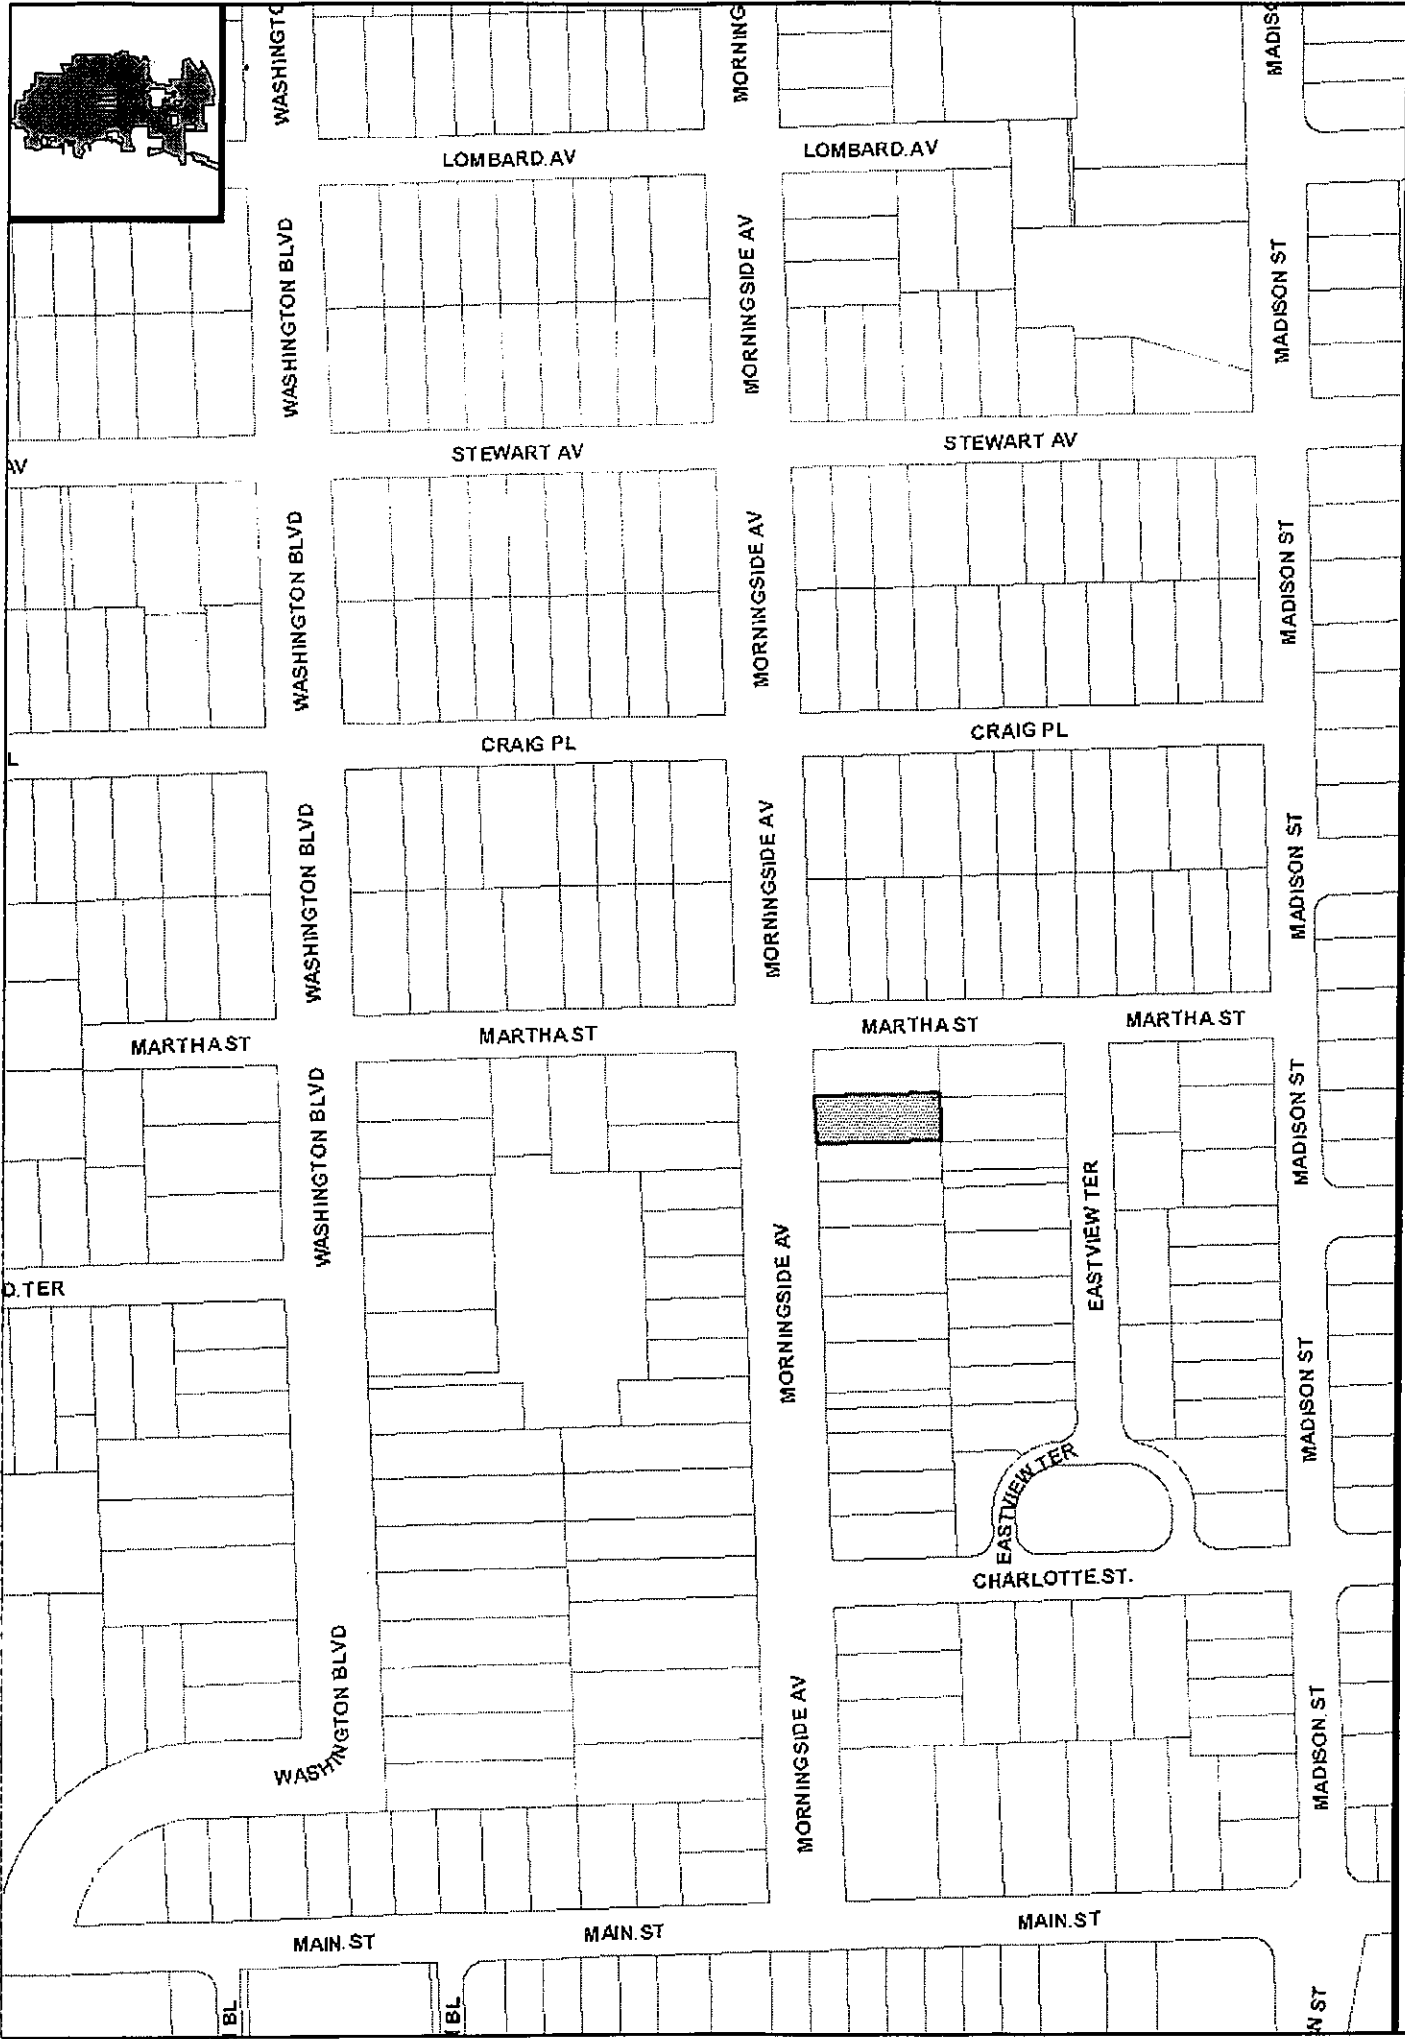 WASHINGTO
MORNING
MADISO
LOMBARD.AV
LOMBARD.AV
WASHINGTON BLVD
MORNINGSIDE AV
MADISON ST
STEWART AV
STEWART AV
AV
WASHINGTON BLVD
MORNINGSIDE AV
MADISON ST
CRAIG PL
CRAIG PL
L
WASHINGTON BLVD
MORNINGSIDE AV
MADISON ST
MARTHA ST
MARTHA ST
MARTHA ST
MARTHA ST
WASHINGTON BLVD
MADISON ST
EASTVIEW TER
MORNINGSIDE AV
D.TER
MADISON ST
EASTVIEW TER
CHARLOTTE.ST.
WASHINGTON BLVD
MORNINGSIDE AV
MADISON.ST
MAIN.ST
MAIN.ST
MAIN.ST
BL
BL
N ST